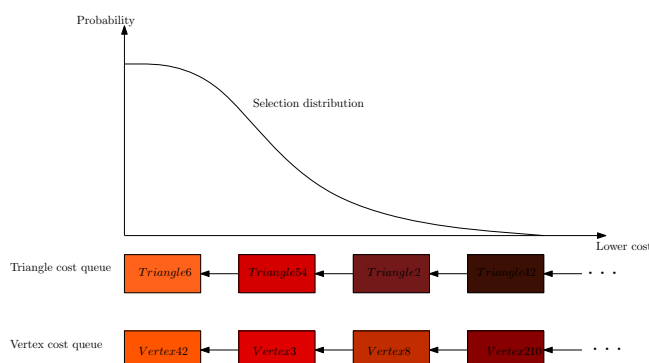 Probability
Selection distribution
Lower cost
Triangle cost queue
Triangle6 Triangle54 Triangle2 Triangle42 . . .
Vertex cost queue
Vertex42 Vertex3 Vertex8 Vertex210 . . .